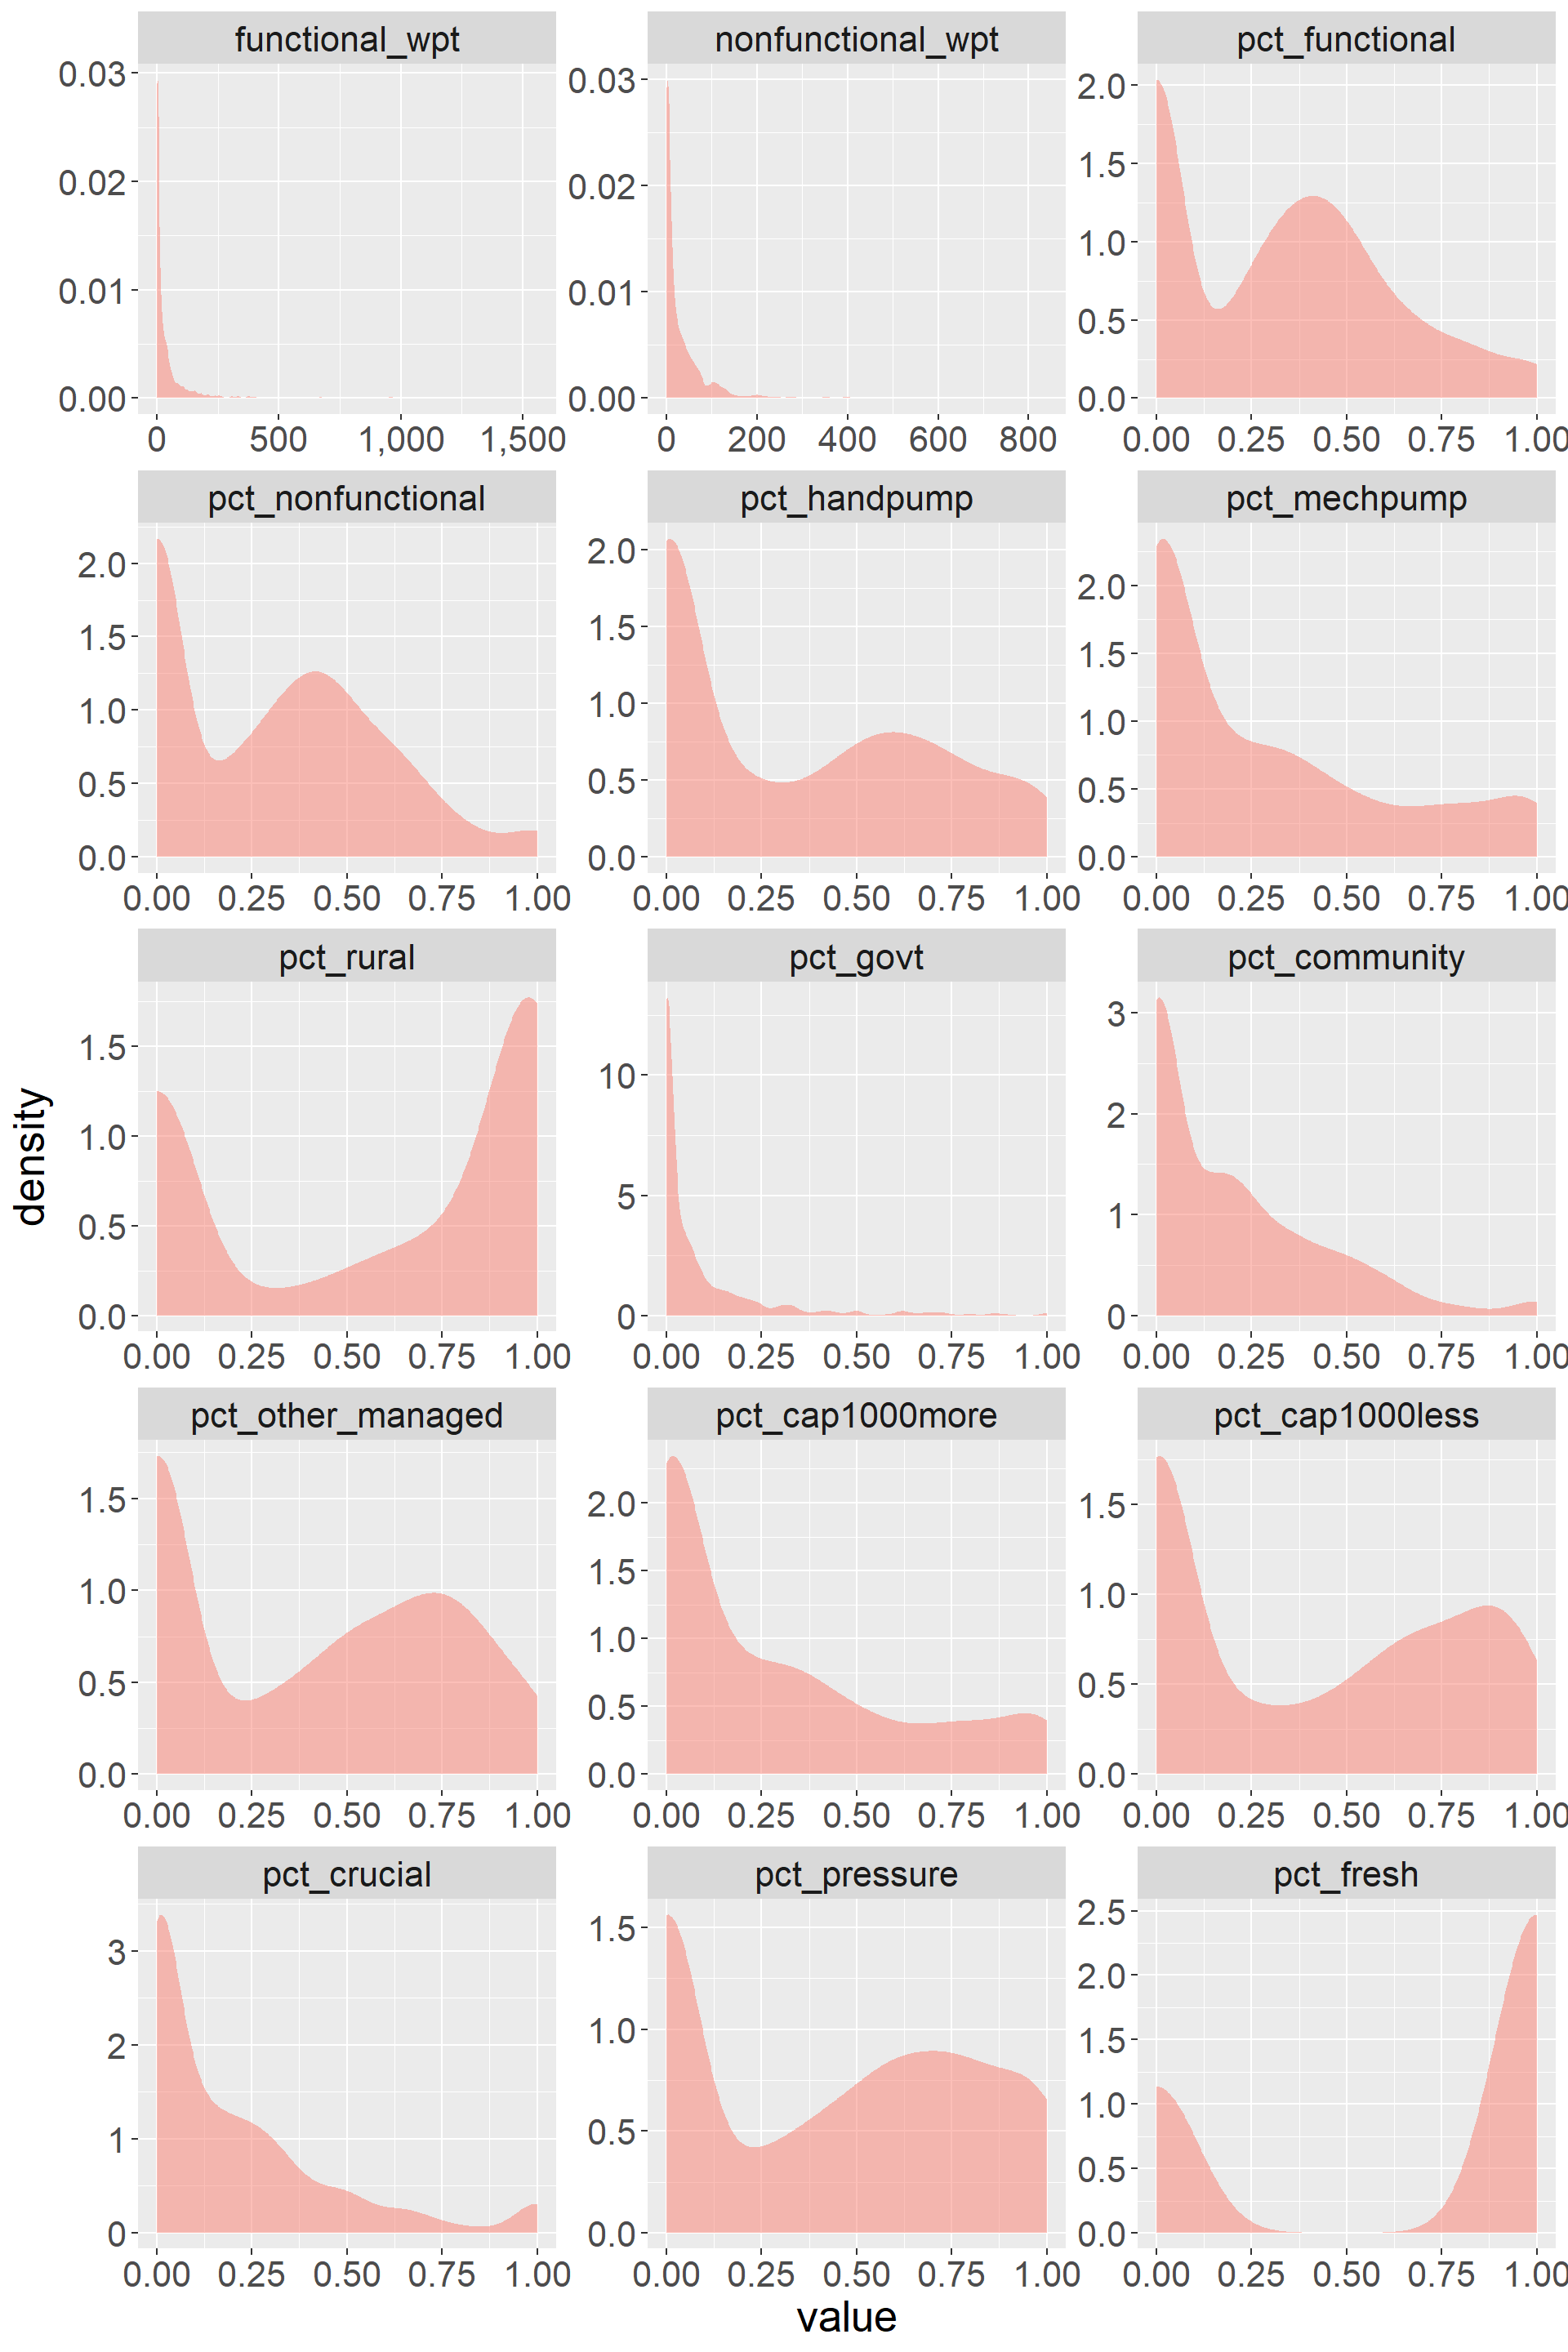 functional_wpt nonfunctional_wpt pct_functional
0.03 0.02 0.01 0.00
0 500 1,000 1,500
0.03 0.02 0.01 0.00
0 200 400 600 800
2.0 1.5 1.0 0.5 0.0
0.00 0.25 0.50 0.75 1.00
pct_nonfunctional pct_handpump pct_mechpump
2.0 1.5 1.0 0.5 0.0
0.00 0.25 0.50 0.75 1.00
2.0 1.5 1.0 0.5 0.0
0.00 0.25 0.50 0.75 1.00
2.0 1.5 1.0 0.5 0.0
0.00 0.25 0.50 0.75 1.00
pct_rural pct_govt pct_community
1.5 1.0 0.5 0.0
0.00 0.25 0.50 0.75 1.00
10 5 0
0.00 0.25 0.50 0.75 1.00
3 2 1 0
0.00 0.25 0.50 0.75 1.00
density
pct_other_managed pct_cap1000more pct_cap1000less
1.5 1.0 0.5 0.0
0.00 0.25 0.50 0.75 1.00
2.0 1.5 1.0 0.5 0.0
0.00 0.25 0.50 0.75 1.00
1.5 1.0 0.5 0.0
0.00 0.25 0.50 0.75 1.00
pct_crucial pct_pressure pct_fresh
3 2 1 0
0.00 0.25 0.50 0.75 1.00
1.5 1.0 0.5 0.0
0.00 0.25 0.50 0.75 1.00
2.5 2.0 1.5 1.0 0.5 0.0
0.00 0.25 0.50 0.75 1.00
value